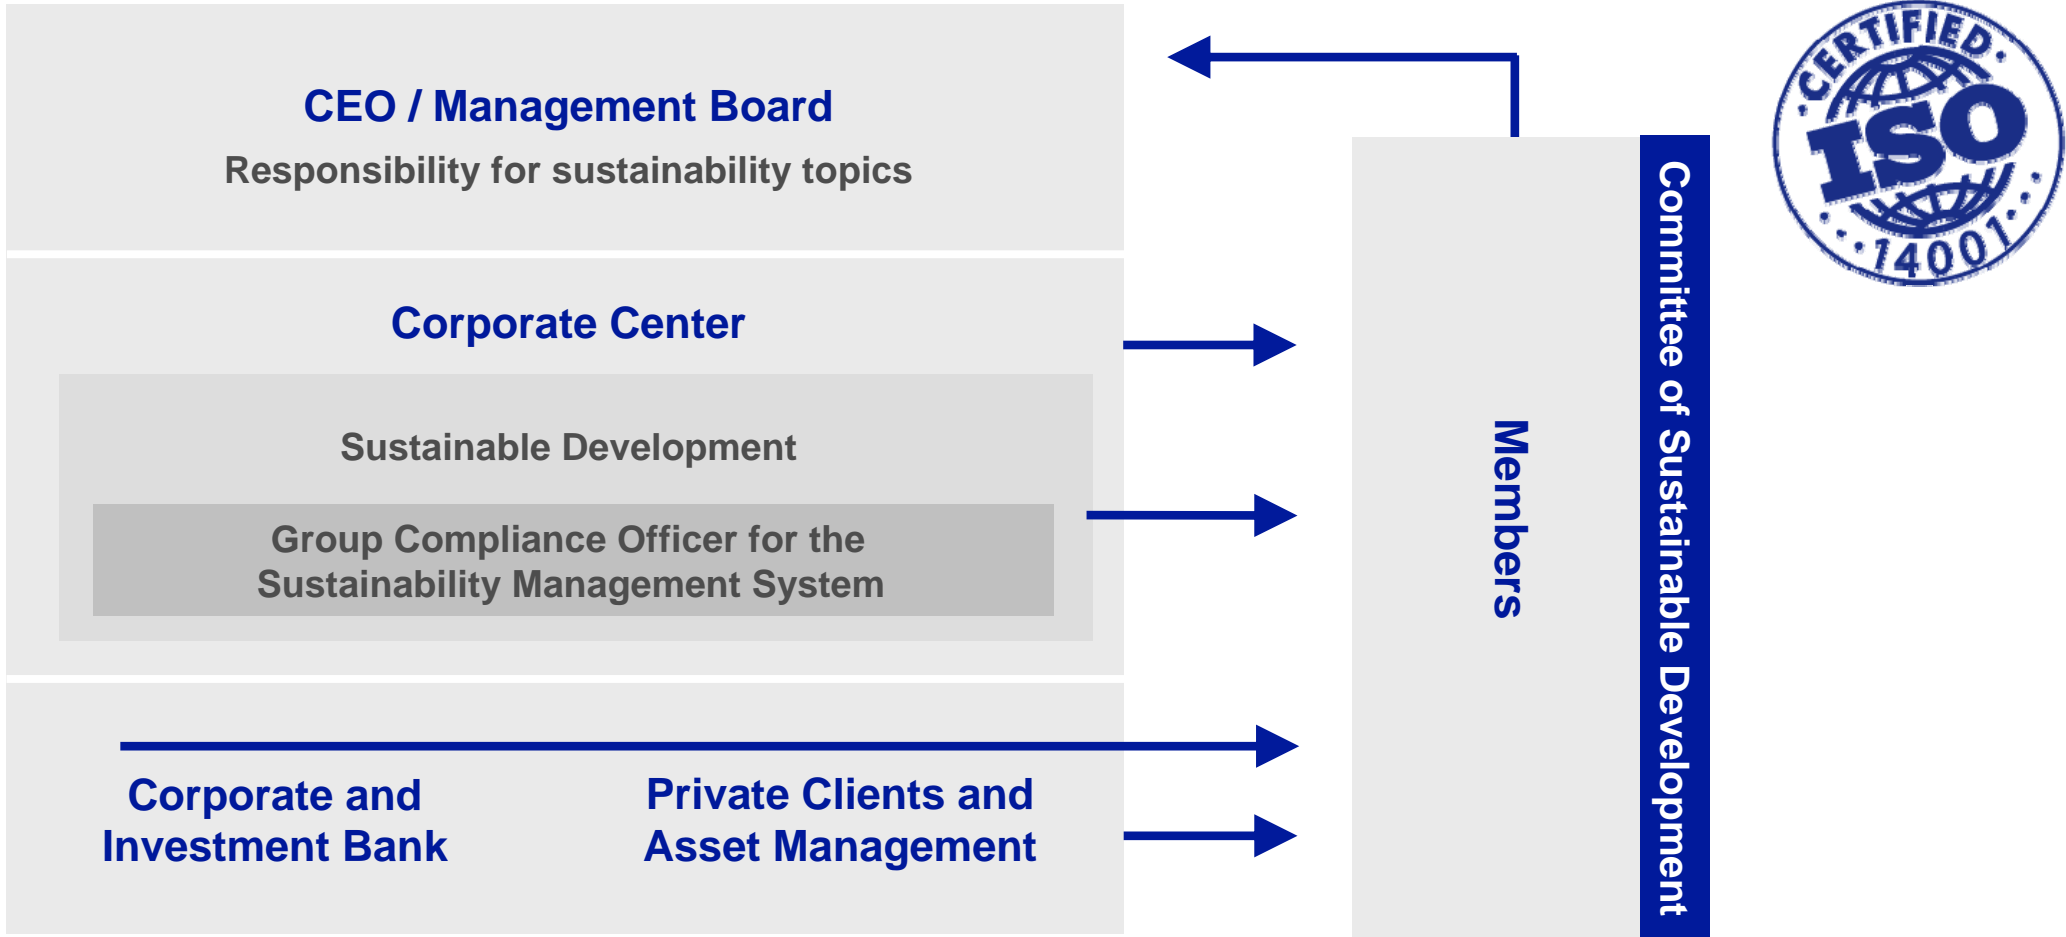 CEO / Management Board
Responsibility for sustainability topics
Corporate Center
Sustainable Development
Group Compliance Officer for the
Sustainability Management System
Corporate and
Investment Bank
Private Clients and
Asset Management
Members
Committee of Sustainable Development
CERTIFIED
ISO
14001